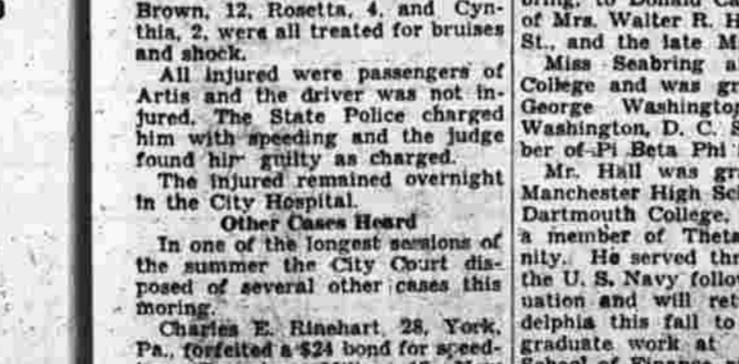 Brown, 12, Rosetta, 4, and Cyn-
thia, 2, were all treated for bruises
and shock.
All injured were passengers of
Artis and the driver was not in-
jured. The State Police charged
him with speeding and the judge
found him guilty as charged.
The injured remained overnight
in the City Hospital.
Other Cases Heard
In one of the longest sessions of
the summer the City Court dis-
posed of several other cases this
moring.
Charles E. Rinehart, 28, York,
Pa., forfeited a $24 bond for speed-
of Mrs. Walter R. H
St., and the late M
Miss Seabring a
College and was gr
George Washington
Washington, D. C. S
ber of Pi Beta Phi
Mr. Hall was gra
Manchester High Sc
Dartmouth College,
a member of Theta
nity. He served thr
the U. S. Navy follow
uation and will ret
delphia this fall to
graduate work at